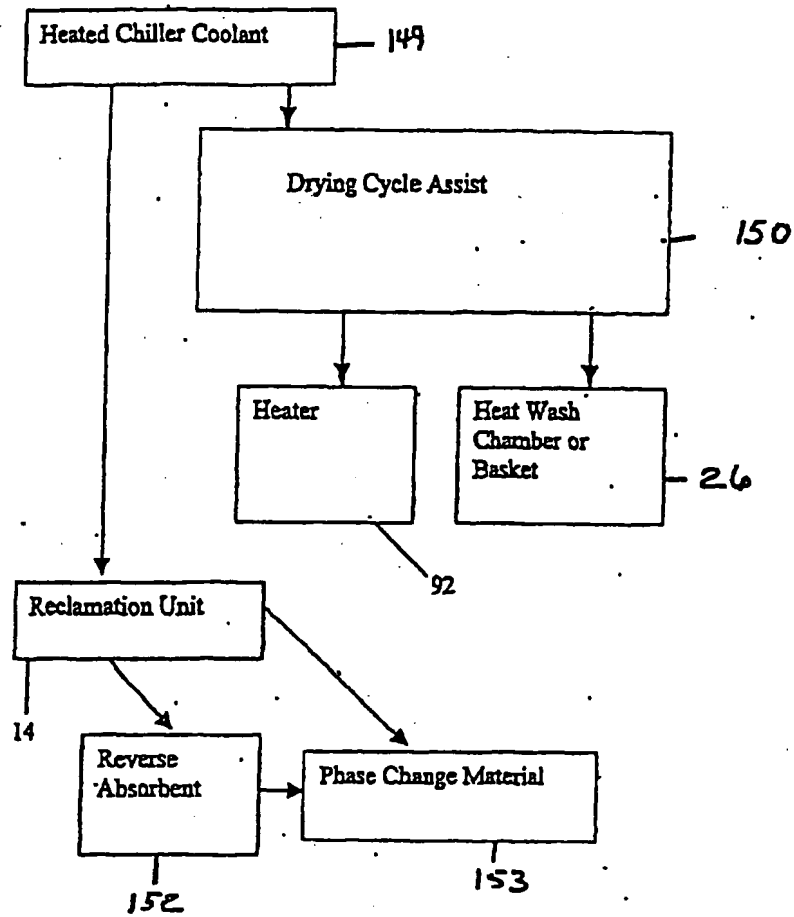 Heated Chiller Coolant
149
Drying Cycle Assist
150
Heater
Heat Wash
Chamber or
Basket
26
92
Reclamation Unit
14
Reverse
Absorbent
Phase Change Material
152
153